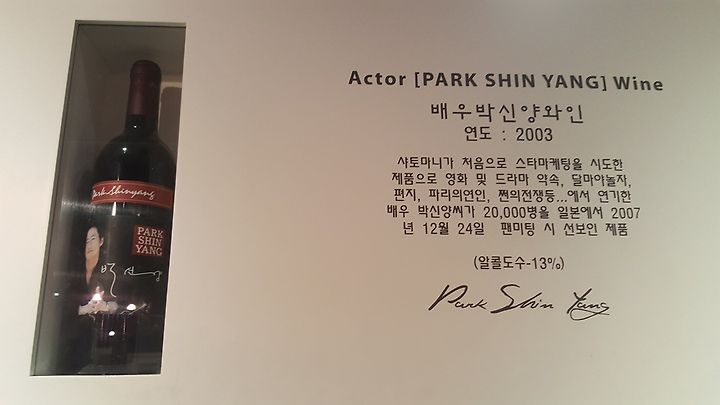 Actor [PARK SHIN YANG] Wine
배우박신양와인
연도 : 2003
샤토마니가 처음으로 스타마케팅을 시도한
제품으로 영화 및 드라마 약속, 달마야놀자,
편지, 파리의연인, 쩐의전쟁등...에서 연기한
배우 박신양씨가 20,000병을 일본에서 2007
년 12월 24일 팬미팅 시 선보인 제품
(알콜도수-13%)
Park Shin Yang
Park Shinyang
PARK
SHIN
YANG
박신양